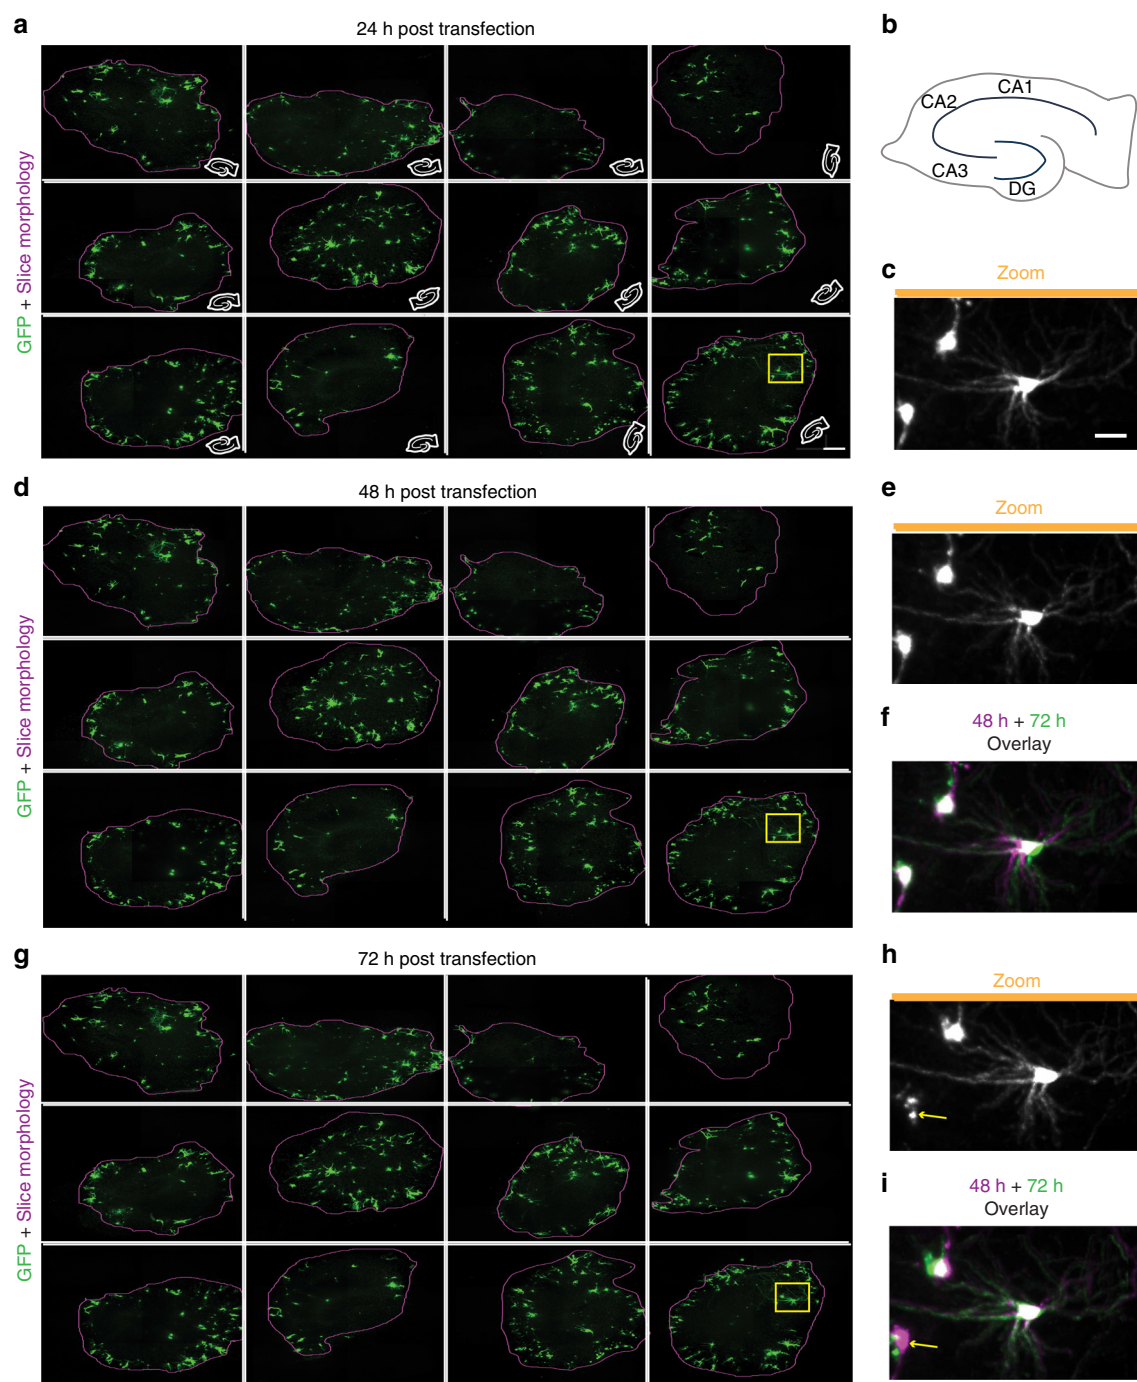 a
24 h post transfection
GFP + Slice morphology
b
CA1
CA2
CA3
DG
c
Zoom
d
48 h post transfection
GFP + Slice morphology
e
Zoom
f
48 h + 72 h
Overlay
g
72 h post transfection
GFP + Slice morphology
h
Zoom
i
48 h + 72 h
Overlay